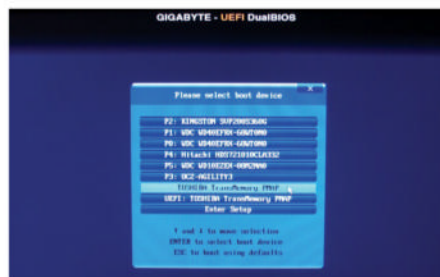 GIGABYTE - UEFI DualBIOS
Please select boot device
X
P2: KINGSTON SVP200S360G
P1: WDC WD40EFRX-68WT0N0
P0: WDC WD40EFRX-68WT0N0
P4: Hitachi HDS721010CLA332
P5: WDC WD10EZEX-00RZWA0
P3: OCZ-AGILITY3
TOSHIBA TransMemory PMAP
UEFI: TOSHIBA TransMemory PMAP
Enter Setup
↑ and ↓ to move selection
ENTER to select boot device
ESC to boot using defaults